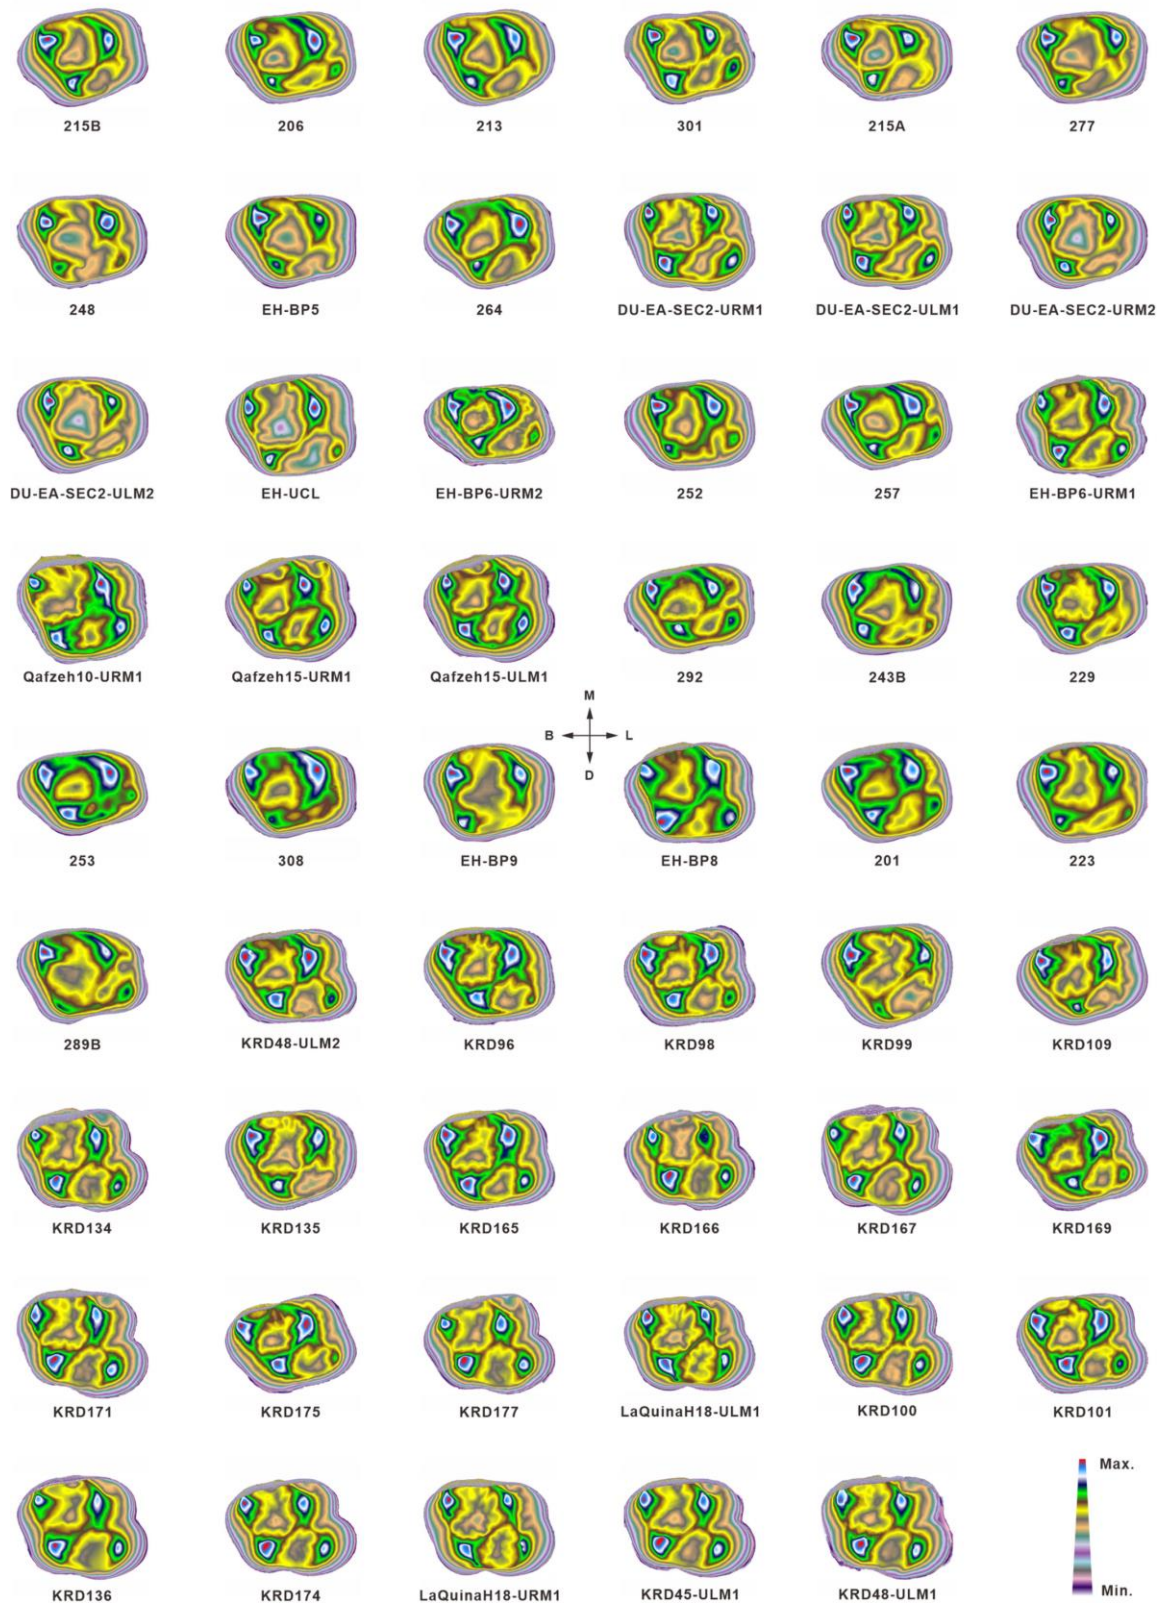 215B 206 213 301 215A 277
248 EH-BP5 264 DU-EA-SEC2-URM1 DU-EA-SEC2-ULM1 DU-EA-SEC2-URM2
DU-EA-SEC2-ULM2 EH-UCL EH-BP6-URM2 252 257 EH-BP6-URM1
Qafzeh10-URM1 Qafzeh15-URM1 Qafzeh15-ULM1 292 243B 229
M
B L
D
253 308 EH-BP9 EH-BP8 201 223
289B KRD48-ULM2 KRD96 KRD98 KRD99 KRD109
KRD134 KRD135 KRD165 KRD166 KRD167 KRD169
KRD171 KRD175 KRD177 LaQuinaH18-ULM1 KRD100 KRD101
Max.
KRD136 KRD174 LaQuinaH18-URM1 KRD45-ULM1 KRD48-ULM1 Min.